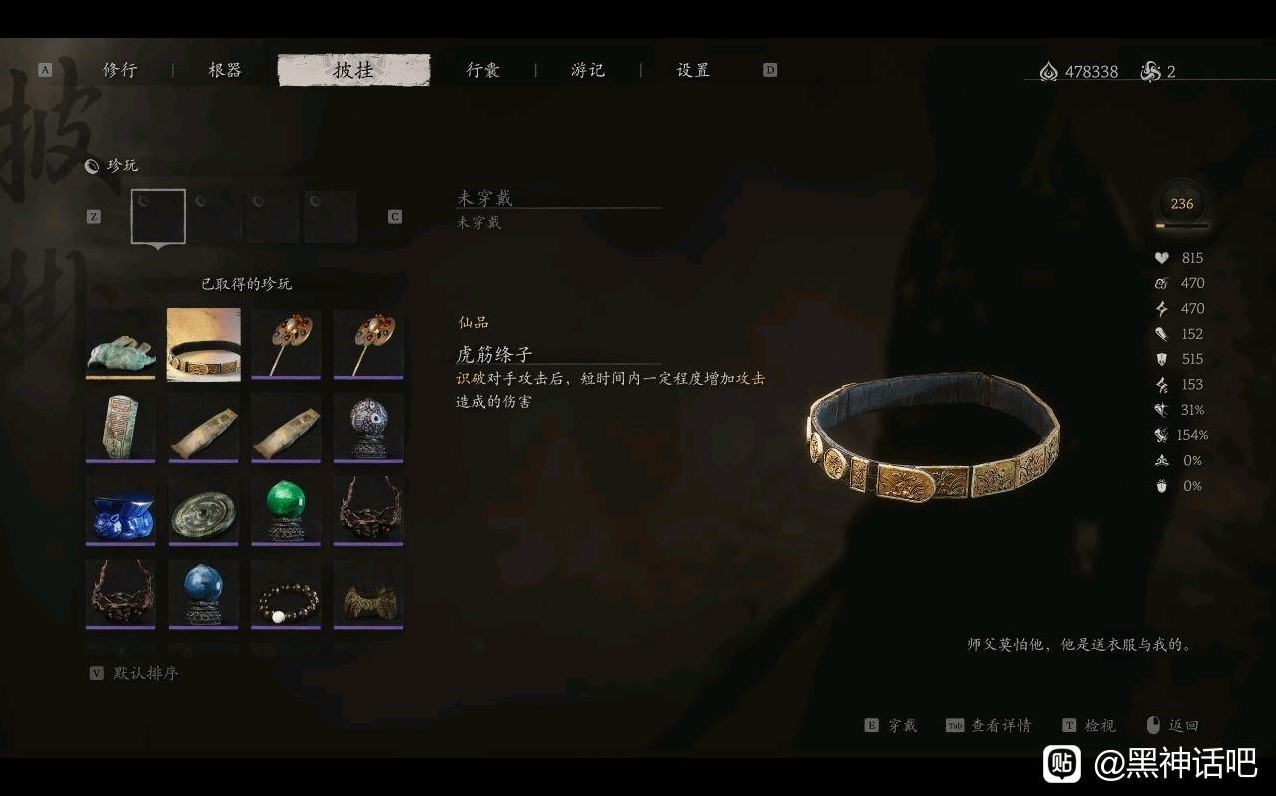 A 修行 | 根器 披挂 行囊 | 游记 | 设置 D
478338 2
披挂
珍玩
Z C
未穿戴
未穿戴
已取得的珍玩
仙品
虎筋绦子
识破对手攻击后，短时间内一定程度增加攻击
造成的伤害
236
815
470
470
152
515
153
31%
154%
0%
0%
师父莫怕他，他是送衣服与我的。
V 默认排序
E 穿戴 Tab 查看详情 T 检视 返回
贴 @黑神话吧